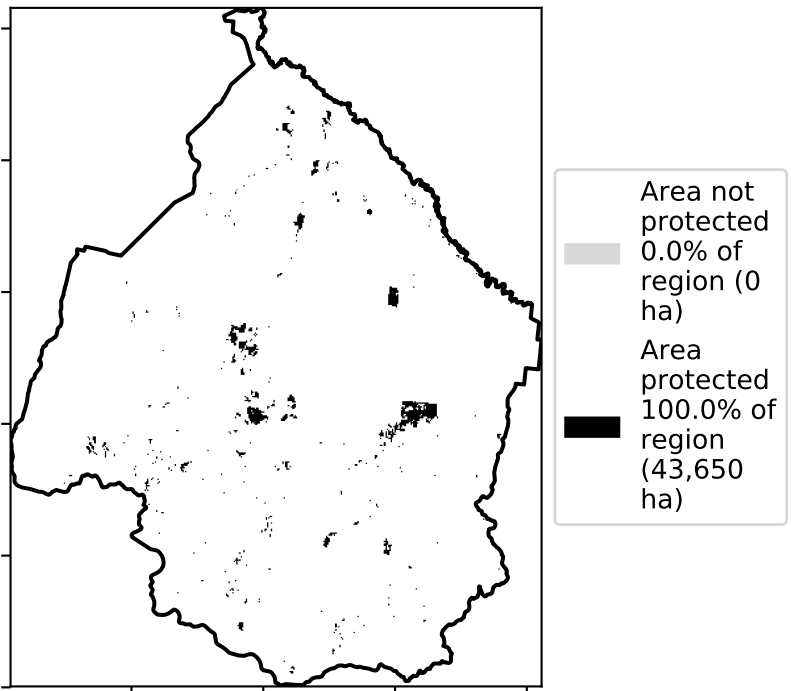 Area not
protected
0.0% of
region (0
ha)
Area
protected
100.0% of
region
(43,650
ha)